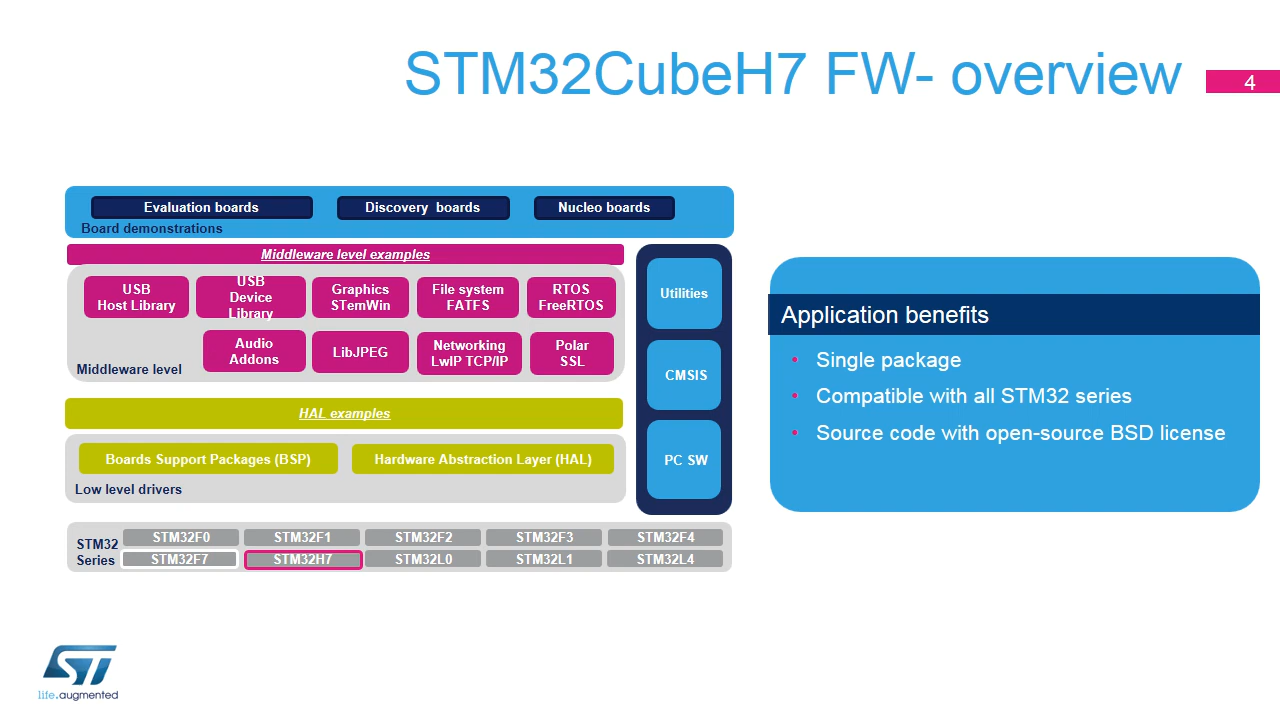 STM32CubeH7 FW- overview
4
Evaluation boards
Discovery  boards
Nucleo boards
Board demonstrations
Middleware level examples
USB
Host Library
USB
Device
Library
Graphics
STemWin
File system
FATFS
RTOS
FreeRTOS
Audio
Addons
LibJPEG
Networking
LwIP TCP/IP
Polar
SSL
Middleware level
HAL examples
Boards Support Packages (BSP)
Hardware Abstraction Layer (HAL)
Low level drivers
Utilities
CMSIS
PC SW
STM32
Series
STM32F0
STM32F1
STM32F2
STM32F3
STM32F4
STM32F7
STM32H7
STM32L0
STM32L1
STM32L4
Application benefits
• Single package
• Compatible with all STM32 series
• Source code with open-source BSD license
ST
life.augmented